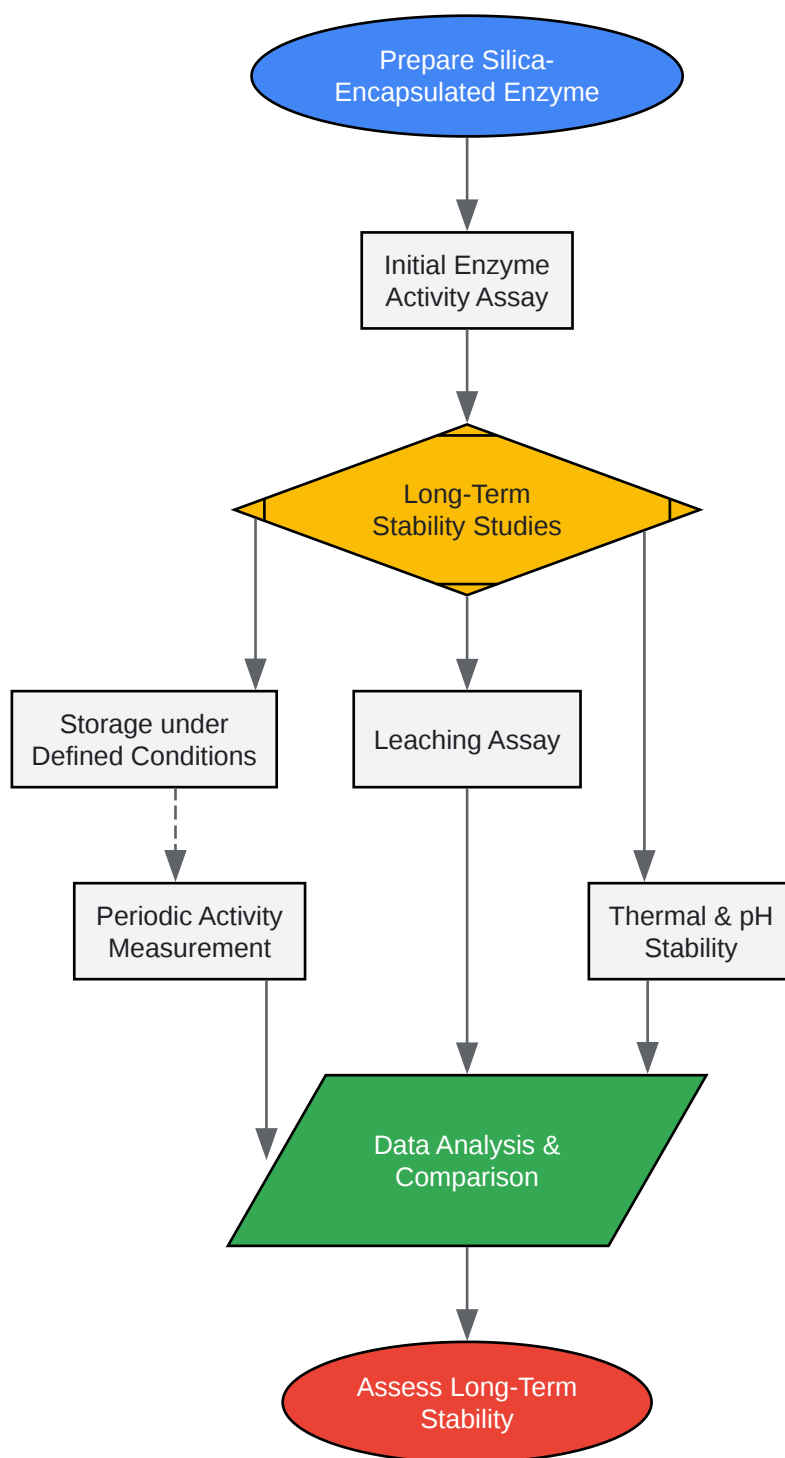 Prepare Silica-
Encapsulated Enzyme
Initial Enzyme
Activity Assay
Long-Term
Stability Studies
Storage under
Defined Conditions
Leaching Assay
Periodic Activity
Measurement
Thermal & pH
Stability
Data Analysis &
Comparison
Assess Long-Term
Stability